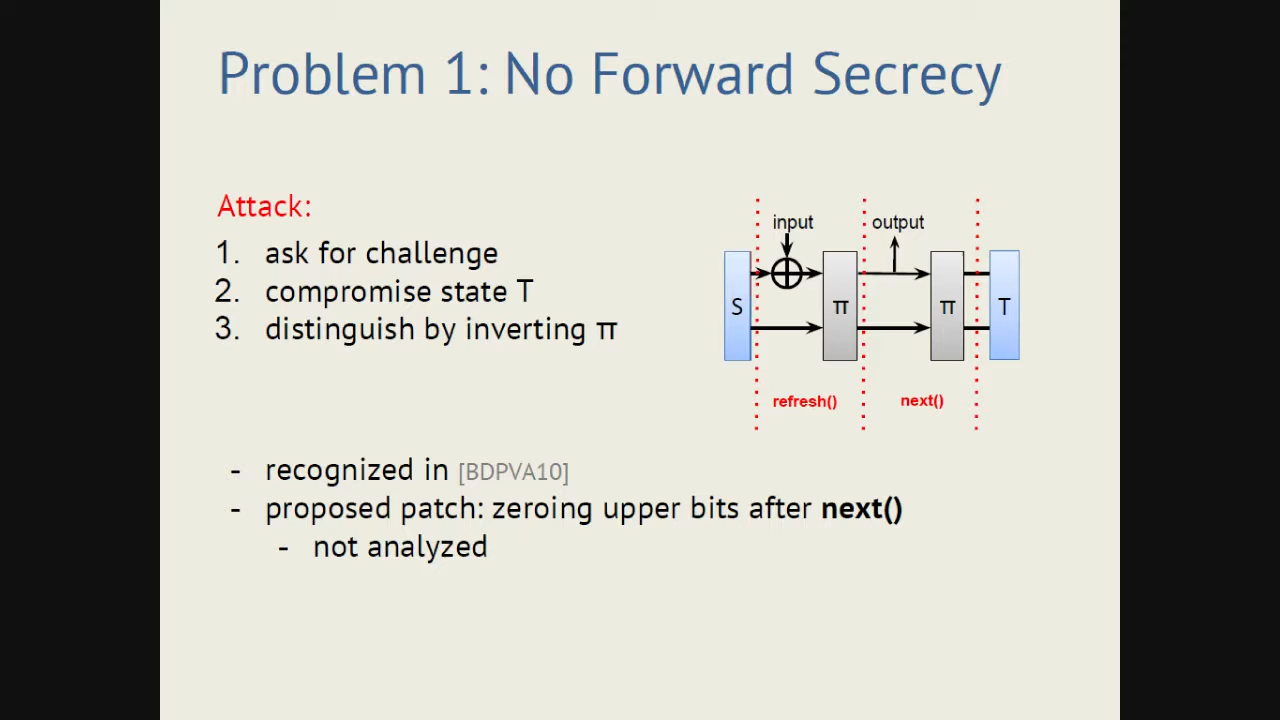 Problem 1: No Forward Secrecy
Attack:
1. ask for challenge
2. compromise state T
3. distinguish by inverting π
input
output
S
π
π
T
refresh()
next()
- recognized in [BDPVA10]
- proposed patch: zeroing upper bits after next()
- not analyzed